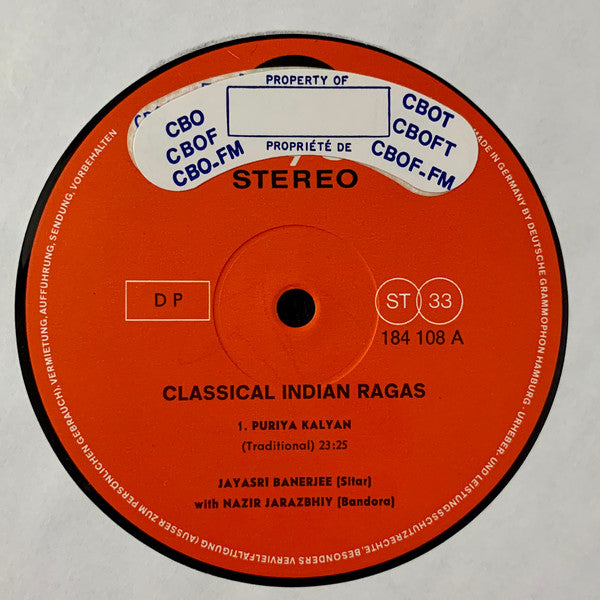 PROPERTY OF
CBO
CBOF
CBO-FM
CBOT
CBOFT
CBOF-FM
PROPRIÉTÉ DE
STEREO
D P
ST 33
184 108 A
CLASSICAL INDIAN RAGAS
1. PURIYA KALYAN
(Traditional) 23:25
JAYASRI BANERJEE (Sitar)
with NAZIR JARAZBHIY (Bandora)
MADE IN GERMANY BY DEUTSCHE GRAMMOPHON HAMBURG · URHEBER- UND LEISTUNGSSCHUTZRECHTE, BESONDERS VERVIELFÄLTIGUNG (AUSSER ZUM PERSÖNLICHEN GEBRAUCH), VERMIETUNG, AUFFÜHRUNG, SENDUNG, VORBEHALTEN